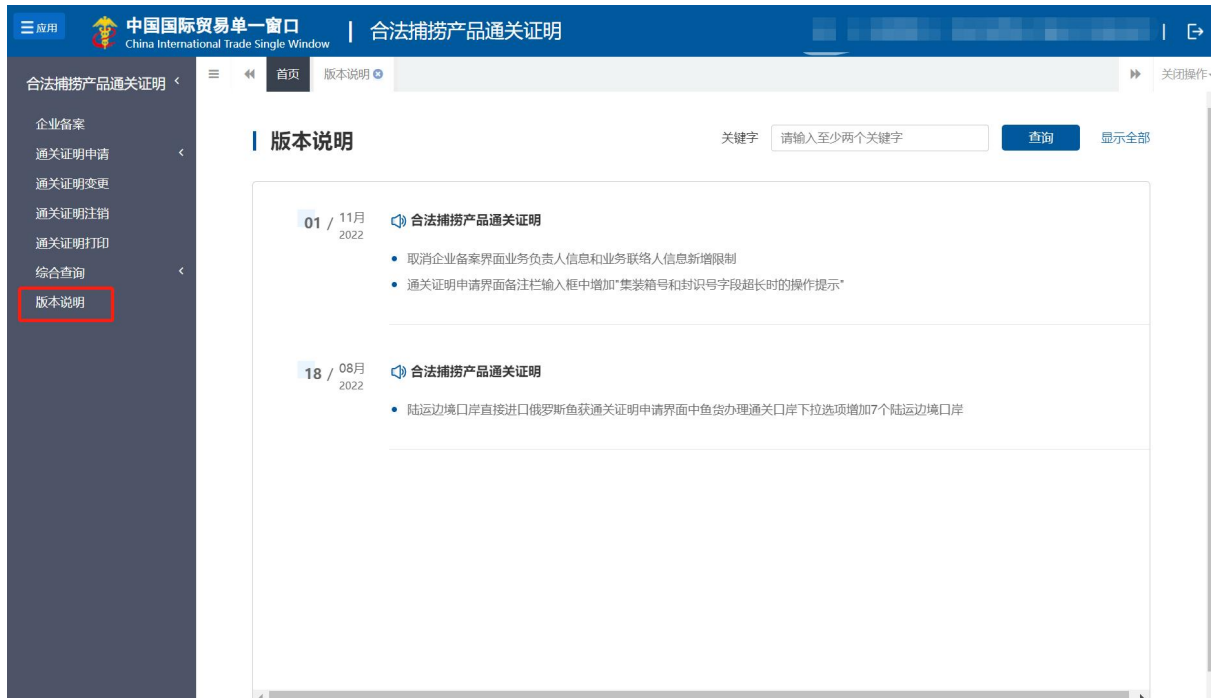 应用
中国国际贸易单一窗口
China International Trade Single Window
合法捕捞产品通关证明
合法捕捞产品通关证明
首页
版本说明
关闭操作
企业备案
通关证明申请
通关证明变更
通关证明注销
通关证明打印
综合查询
版本说明
版本说明
关键字
请输入至少两个关键字
查询
显示全部
01 / 11月
2022
合法捕捞产品通关证明
取消企业备案界面业务负责人信息和业务联络人信息新增限制
通关证明申请界面备注栏输入框中增加"集装箱号和封识号字段超长时的操作提示"
18 / 08月
2022
合法捕捞产品通关证明
陆运边境口岸直接进口俄罗斯鱼获通关证明申请界面中鱼货办理通关口岸下拉选项增加7个陆运边境口岸